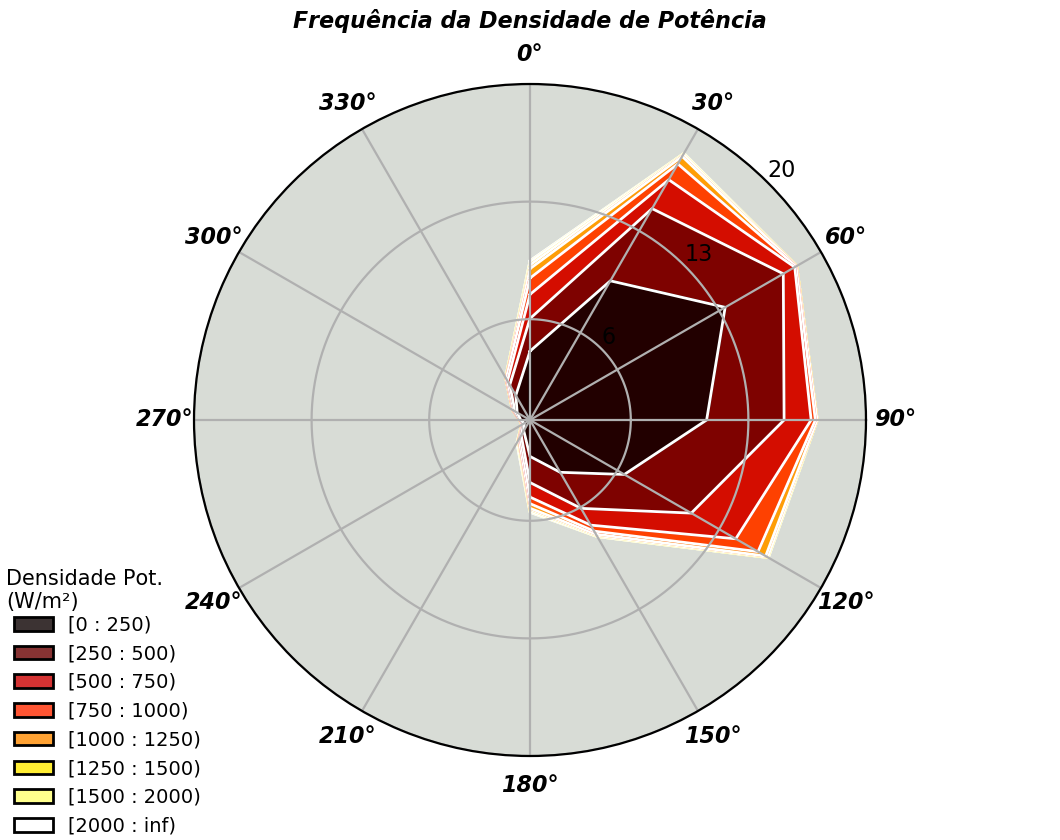 Frequência da Densidade de Potência
0°
330°
30°
20
300°
60°
13
6
270°
90°
240°
120°
210°
150°
180°
Densidade Pot.
(W/m²)
[0 : 250)
[250 : 500)
[500 : 750)
[750 : 1000)
[1000 : 1250)
[1250 : 1500)
[1500 : 2000)
[2000 : inf)